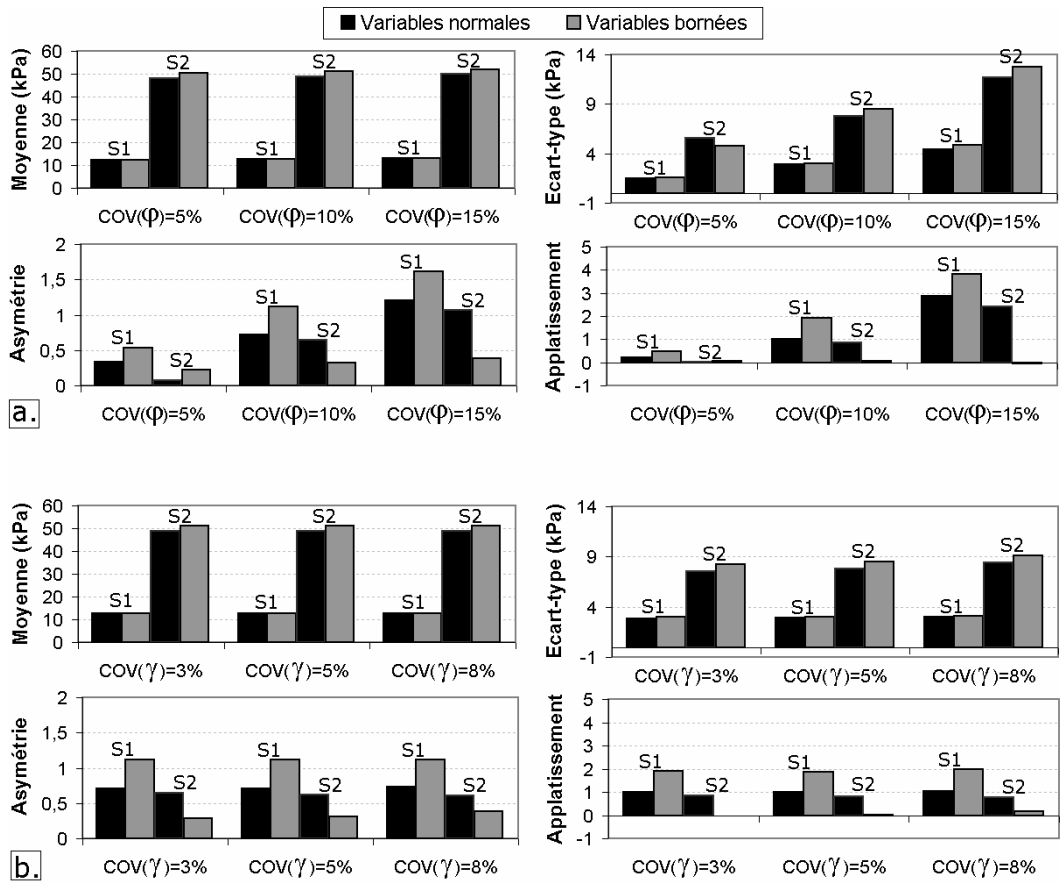 Variables normales Variables bornées
Moyenne (kPa)
60
50
40
30
20
10
0
S1 S2 S1 S2 S1 S2
COV(φ)=5% COV(φ)=10% COV(φ)=15%
Ecart-type (kPa)
14
9
4
-1
S1 S2 S1 S2 S1 S2
COV(φ)=5% COV(φ)=10% COV(φ)=15%
Asymétrie
2
1,5
1
0,5
0
S1 S2 S1 S2 S1 S2
COV(φ)=5% COV(φ)=10% COV(φ)=15%
Applatissement
5
4
3
2
1
0
-1
S1 S2 S1 S2 S1 S2
COV(φ)=5% COV(φ)=10% COV(φ)=15%
a.
Moyenne (kPa)
60
50
40
30
20
10
0
S1 S2 S1 S2 S1 S2
COV(γ)=3% COV(γ)=5% COV(γ)=8%
Ecart-type (kPa)
14
9
4
-1
S1 S2 S1 S2 S1 S2
COV(γ)=3% COV(γ)=5% COV(γ)=8%
Asymétrie
2
1,5
1
0,5
0
S1 S2 S1 S2 S1 S2
COV(γ)=3% COV(γ)=5% COV(γ)=8%
Applatissement
5
4
3
2
1
0
-1
S1 S2 S1 S2 S1 S2
COV(γ)=3% COV(γ)=5% COV(γ)=8%
b.